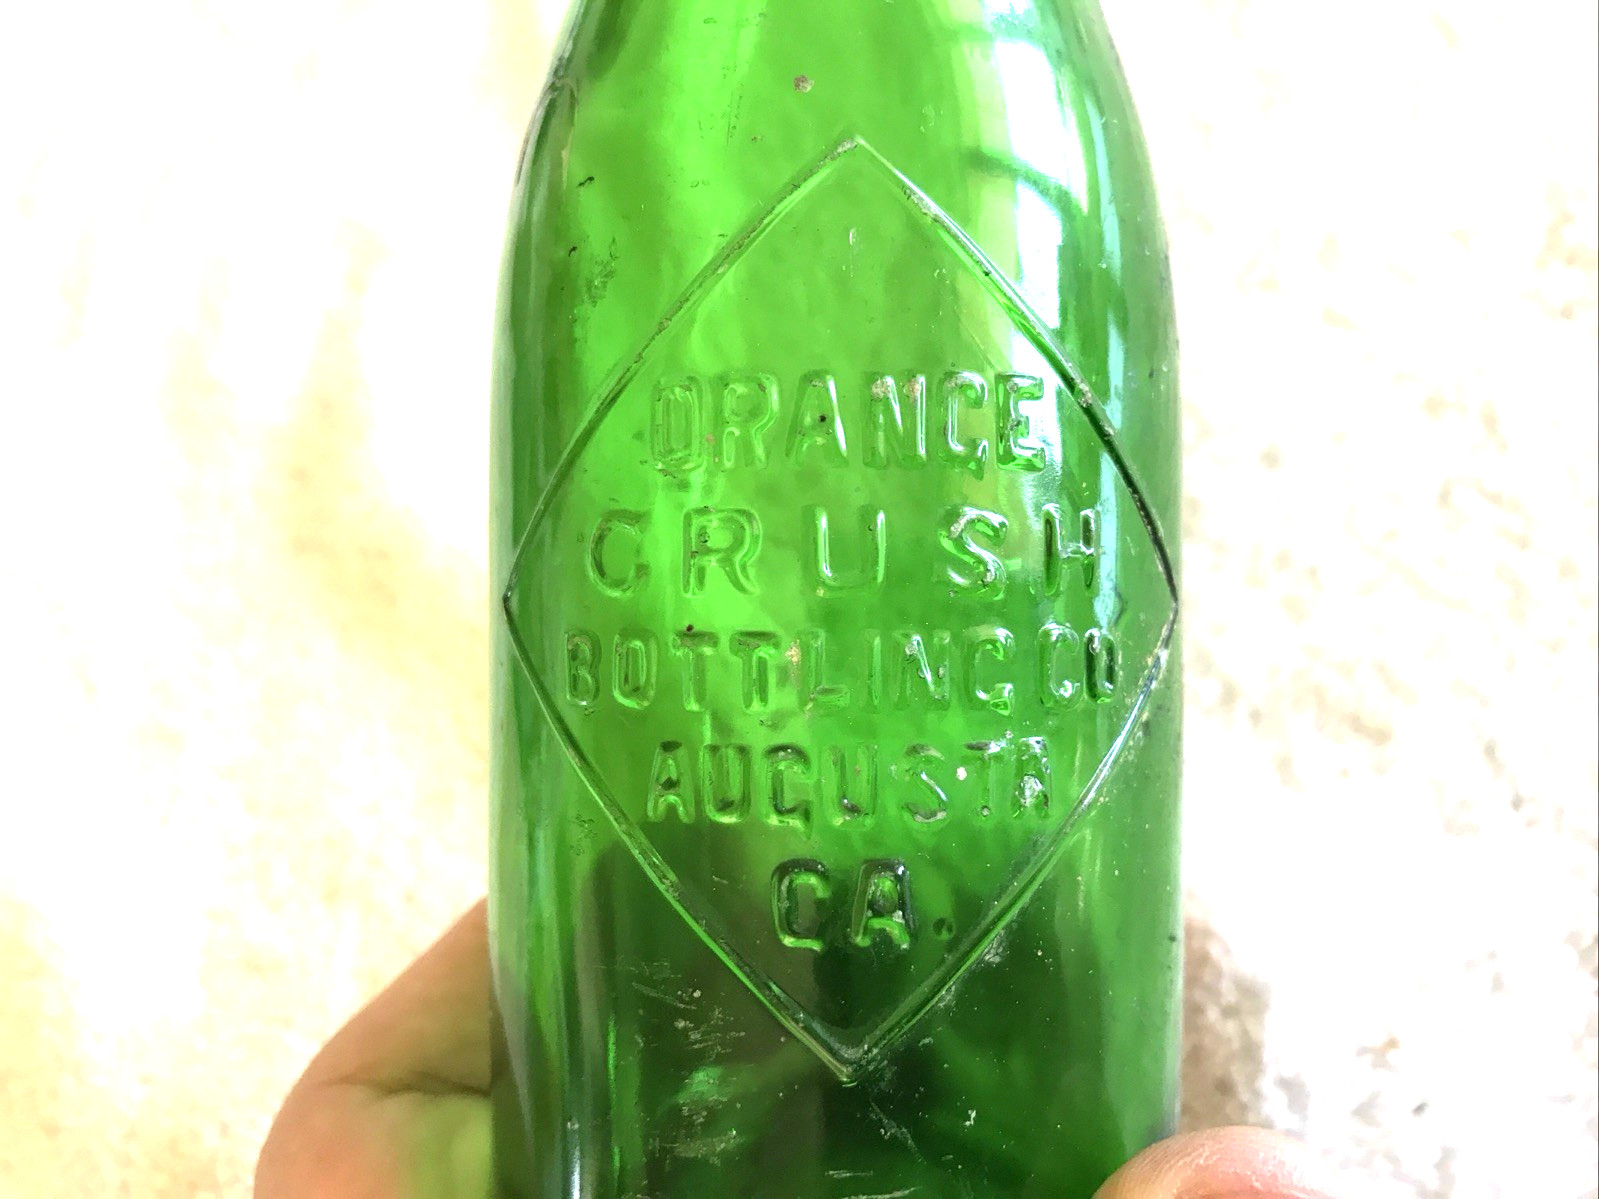 ORANGE
CRUSH
BOTTLING CO
AUGUSTA
GA.